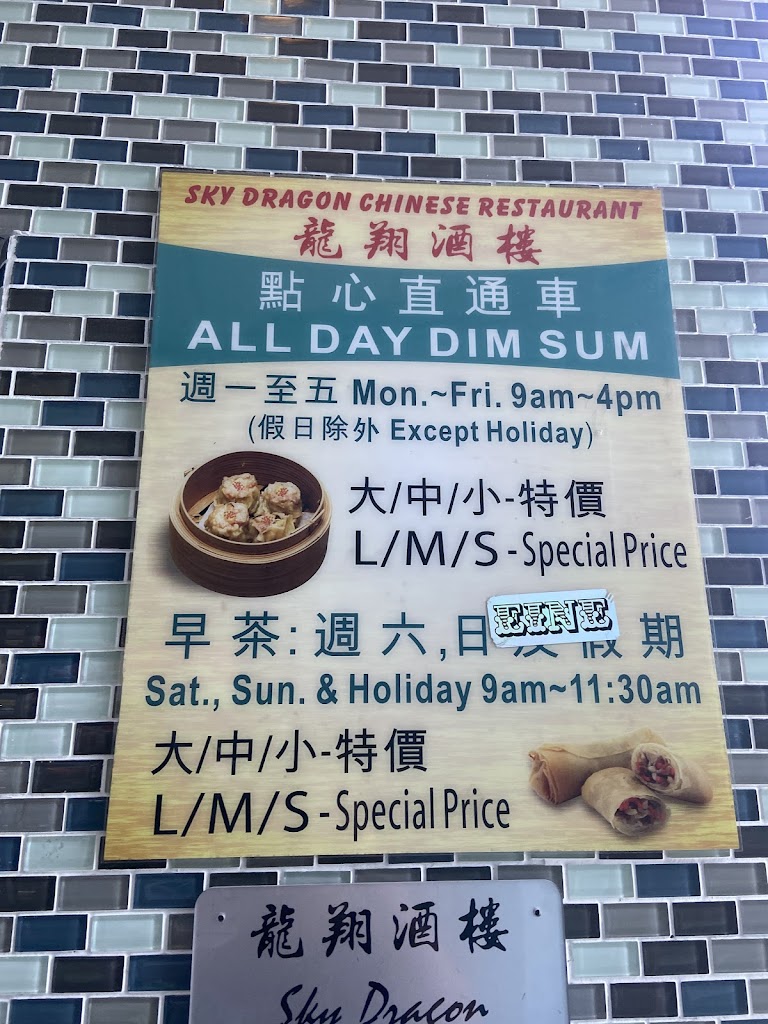 SKY DRAGON CHINESE RESTAURANT
龍翔酒樓
點心直通車
ALL DAY DIM SUM
週一至五 Mon.~Fri. 9am~4pm
(假日除外 Except Holiday)
大/中/小-特價
L/M/S - Special Price
EINE
早茶:週六,日及假期
Sat., Sun. & Holiday 9am~11:30am
大/中/小-特價
L/M/S - Special Price
龍翔酒樓
Sky Dragon